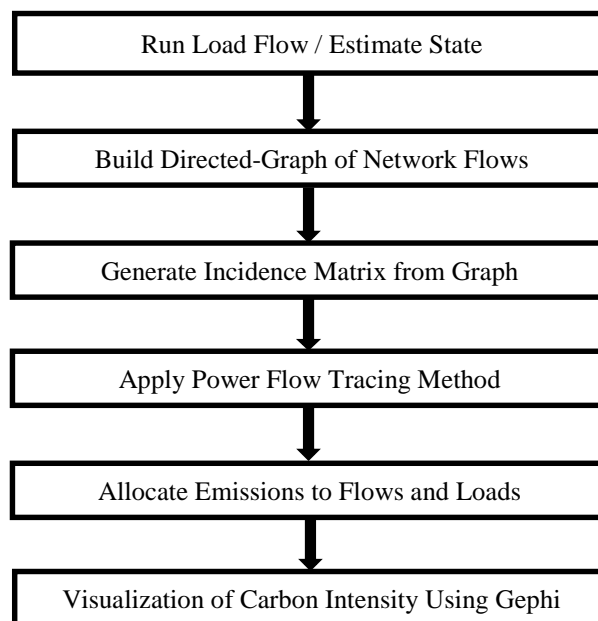 Run Load Flow / Estimate State
Build Directed-Graph of Network Flows
Generate Incidence Matrix from Graph
Apply Power Flow Tracing Method
Allocate Emissions to Flows and Loads
Visualization of Carbon Intensity Using Gephi